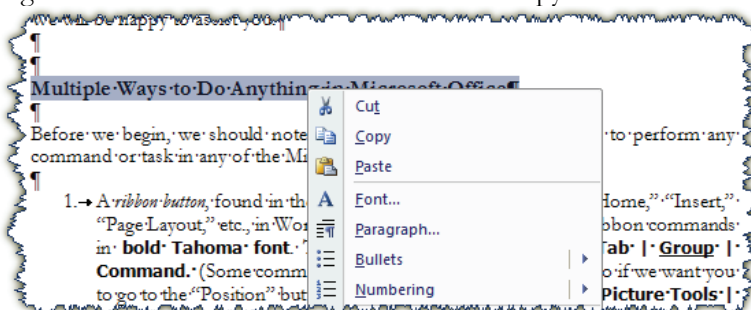 We will be happy to assist you.¶
¶
¶
Multiple Ways to Do Anything in Microsoft Office¶
¶
Before we begin, we should note to perform any
command or task in any of the Mi
¶
1. A ribbon button, found in the Home," "Insert,"
"Page Layout," etc., in Wor bbon commands
in bold Tahoma font. Tab | Group |
Command. (Some comm o if we want you
to go to the "Position" but Picture Tools |
Cut
Copy
Paste
Font...
Paragraph...
Bullets
Numbering